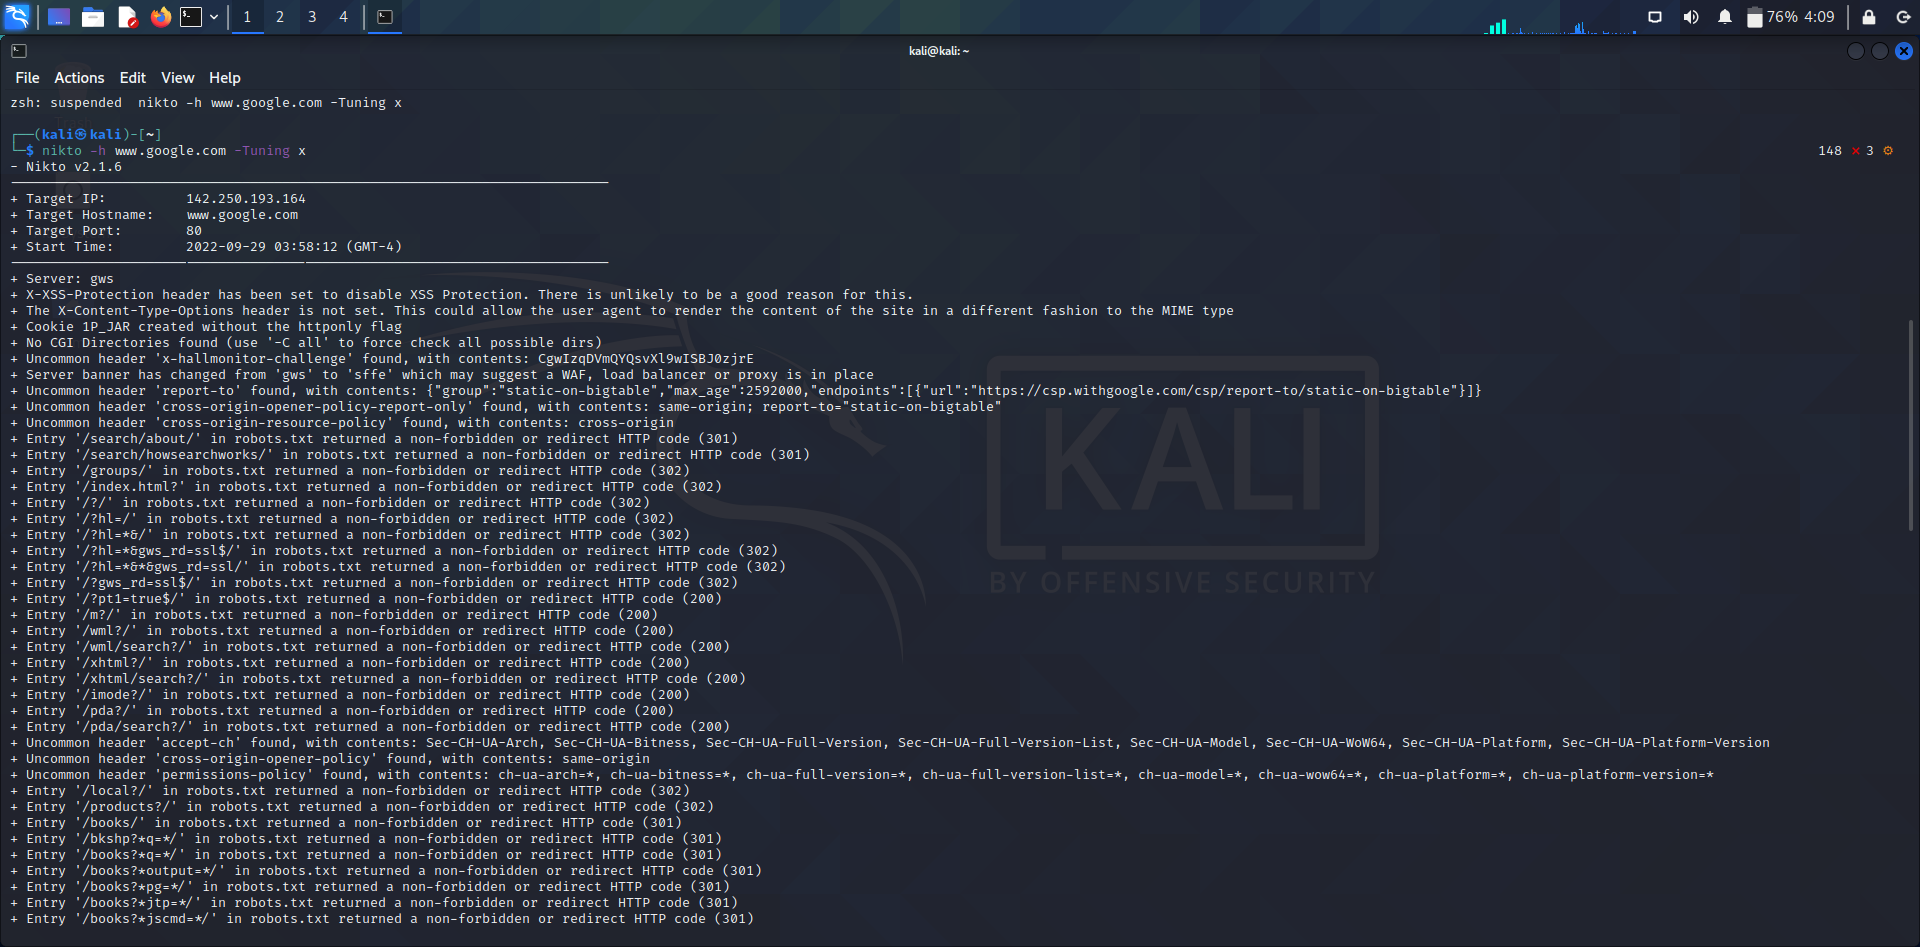 1 2 3 4 76% 4:09
kali@kali: ~
File Actions Edit View Help
zsh: suspended  nikto -h www.google.com -Tuning x
(kali㉿kali)-[~]
$ nikto -h www.google.com -Tuning x 148 ✗ 3 ⚙
- Nikto v2.1.6
+ Target IP: 142.250.193.164
+ Target Hostname: www.google.com
+ Target Port: 80
+ Start Time: 2022-09-29 03:58:12 (GMT-4)
+ Server: gws
+ X-XSS-Protection header has been set to disable XSS Protection. There is unlikely to be a good reason for this.
+ The X-Content-Type-Options header is not set. This could allow the user agent to render the content of the site in a different fashion to the MIME type
+ Cookie 1P_JAR created without the httponly flag
+ No CGI Directories found (use '-C all' to force check all possible dirs)
+ Uncommon header 'x-hallmonitor-challenge' found, with contents: CgwIzqDVmQYQsvXl9wISBJ0zjrE
+ Server banner has changed from 'gws' to 'sffe' which may suggest a WAF, load balancer or proxy is in place
+ Uncommon header 'report-to' found, with contents: {"group":"static-on-bigtable","max_age":2592000,"endpoints":[{"url":"https://csp.withgoogle.com/csp/report-to/static-on-bigtable"}]}
+ Uncommon header 'cross-origin-opener-policy-report-only' found, with contents: same-origin; report-to="static-on-bigtable"
+ Uncommon header 'cross-origin-resource-policy' found, with contents: cross-origin
+ Entry '/search/about/' in robots.txt returned a non-forbidden or redirect HTTP code (301)
+ Entry '/search/howsearchworks/' in robots.txt returned a non-forbidden or redirect HTTP code (301)
+ Entry '/groups/' in robots.txt returned a non-forbidden or redirect HTTP code (302)
+ Entry '/index.html?' in robots.txt returned a non-forbidden or redirect HTTP code (302)
+ Entry '/?/' in robots.txt returned a non-forbidden or redirect HTTP code (302)
+ Entry '/?hl=/' in robots.txt returned a non-forbidden or redirect HTTP code (302)
+ Entry '/?hl=*&/' in robots.txt returned a non-forbidden or redirect HTTP code (302)
+ Entry '/?hl=*&gws_rd=ssl$/' in robots.txt returned a non-forbidden or redirect HTTP code (302)
+ Entry '/?hl=*&*&gws_rd=ssl/' in robots.txt returned a non-forbidden or redirect HTTP code (302)
+ Entry '/?gws_rd=ssl$/' in robots.txt returned a non-forbidden or redirect HTTP code (302)
+ Entry '/?pt1=true$/' in robots.txt returned a non-forbidden or redirect HTTP code (200)
+ Entry '/m?/' in robots.txt returned a non-forbidden or redirect HTTP code (200)
+ Entry '/wml?/' in robots.txt returned a non-forbidden or redirect HTTP code (200)
+ Entry '/wml/search?/' in robots.txt returned a non-forbidden or redirect HTTP code (200)
+ Entry '/xhtml?/' in robots.txt returned a non-forbidden or redirect HTTP code (200)
+ Entry '/xhtml/search?/' in robots.txt returned a non-forbidden or redirect HTTP code (200)
+ Entry '/imode?/' in robots.txt returned a non-forbidden or redirect HTTP code (200)
+ Entry '/pda?/' in robots.txt returned a non-forbidden or redirect HTTP code (200)
+ Entry '/pda/search?/' in robots.txt returned a non-forbidden or redirect HTTP code (200)
+ Uncommon header 'accept-ch' found, with contents: Sec-CH-UA-Arch, Sec-CH-UA-Bitness, Sec-CH-UA-Full-Version, Sec-CH-UA-Full-Version-List, Sec-CH-UA-Model, Sec-CH-UA-WoW64, Sec-CH-UA-Platform, Sec-CH-UA-Platform-Version
+ Uncommon header 'cross-origin-opener-policy' found, with contents: same-origin
+ Uncommon header 'permissions-policy' found, with contents: ch-ua-arch=*, ch-ua-bitness=*, ch-ua-full-version=*, ch-ua-full-version-list=*, ch-ua-model=*, ch-ua-wow64=*, ch-ua-platform=*, ch-ua-platform-version=*
+ Entry '/local?/' in robots.txt returned a non-forbidden or redirect HTTP code (302)
+ Entry '/products?/' in robots.txt returned a non-forbidden or redirect HTTP code (302)
+ Entry '/books/' in robots.txt returned a non-forbidden or redirect HTTP code (301)
+ Entry '/bkshp?*q=*/' in robots.txt returned a non-forbidden or redirect HTTP code (301)
+ Entry '/books?*q=*/' in robots.txt returned a non-forbidden or redirect HTTP code (301)
+ Entry '/books?*output=*/' in robots.txt returned a non-forbidden or redirect HTTP code (301)
+ Entry '/books?*pg=*/' in robots.txt returned a non-forbidden or redirect HTTP code (301)
+ Entry '/books?*jtp=*/' in robots.txt returned a non-forbidden or redirect HTTP code (301)
+ Entry '/books?*jscmd=*/' in robots.txt returned a non-forbidden or redirect HTTP code (301)
KALI
BY OFFENSIVE SECURITY